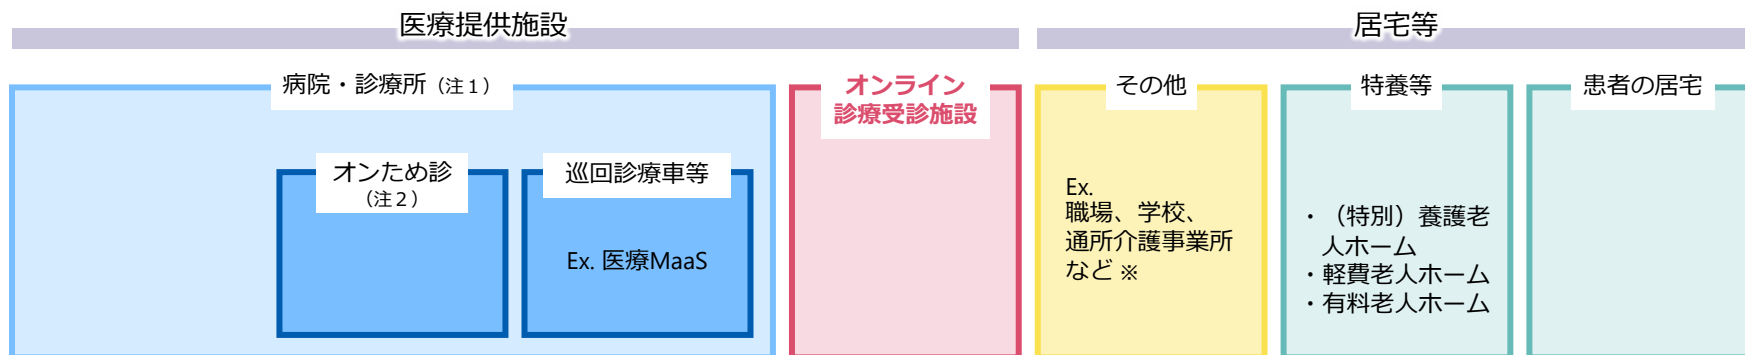 医療提供施設
居宅等
病院・診療所（注１）
オンため診
（注２）
巡回診療車等
Ex. 医療MaaS
オンライン
診療受診施設
その他
Ex.
職場、学校、
通所介護事業所
など ※
特養等
・（特別）養護老
人ホーム
・軽費老人ホーム
・有料老人ホーム
患者の居宅